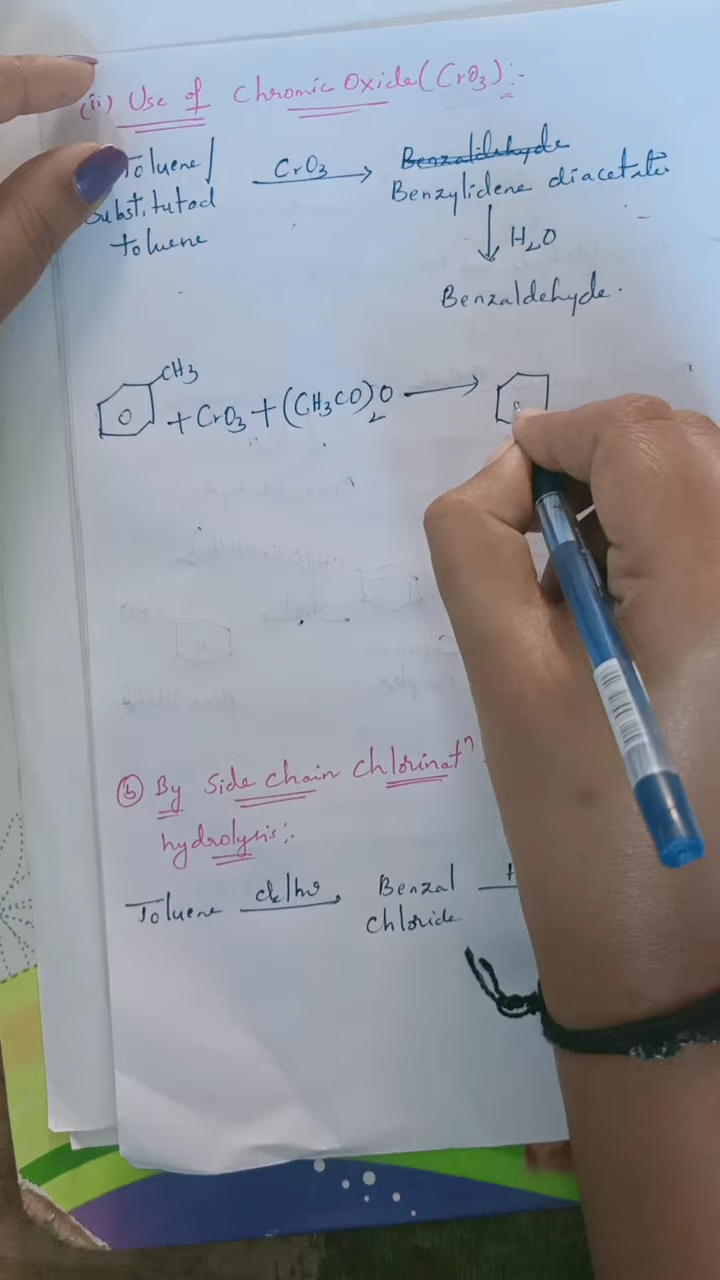 (ii) Use of Chromic Oxide (CrO3) :-
Toluene/
Substituted
toluene
CrO3
Benzaldehyde
Benzylidene diacetate
H2O
Benzaldehyde.
CH3
+ CrO3 + (CH3CO)2O
(b) By Side chain Chlorinatn
hydrolysis:-
Toluene Cl2/hν Benzal
chloride